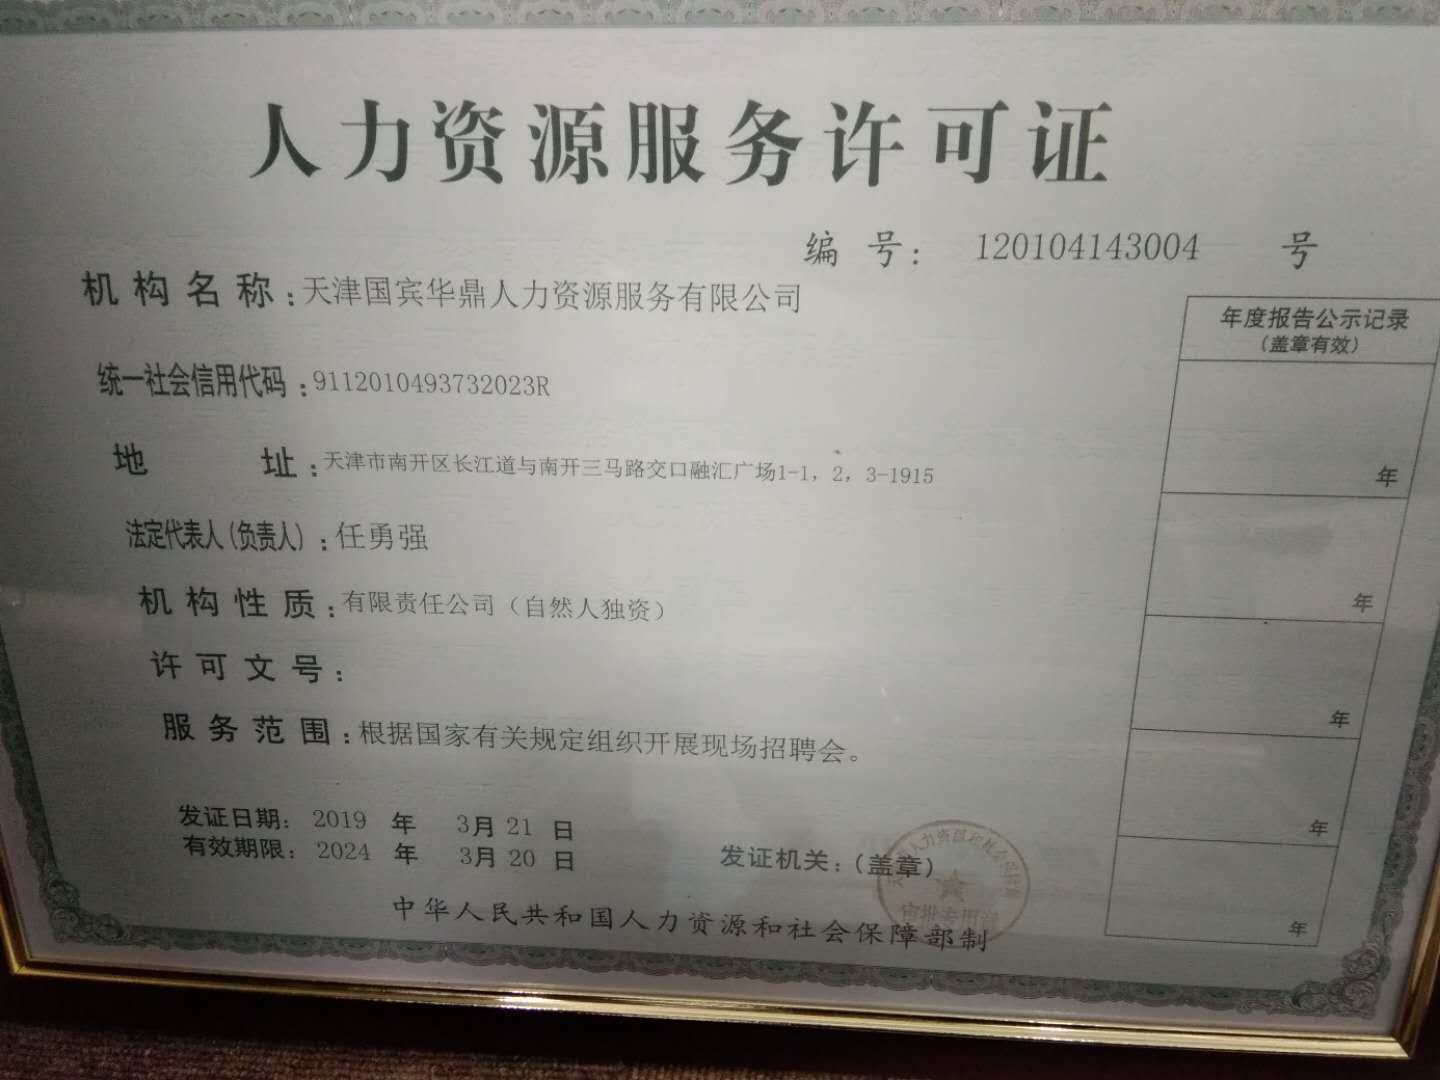 人力资源服务许可证
编号： 120104143004 号
机构名称：天津国宾华鼎人力资源服务有限公司
统一社会信用代码：9112010493732023R
地址：天津市南开区长江道与南开三马路交口融汇广场1-1，2，3-1915
法定代表人(负责人)：任勇强
机构性质：有限责任公司（自然人独资）
许可文号：
服务范围：根据国家有关规定组织开展现场招聘会。
发证日期：2019 年 3月21 日
有效期限：2024 年 3月20 日
发证机关：(盖章)
审批专用章
中华人民共和国人力资源和社会保障部制
年度报告公示记录
(盖章有效)
年
年
年
年
年